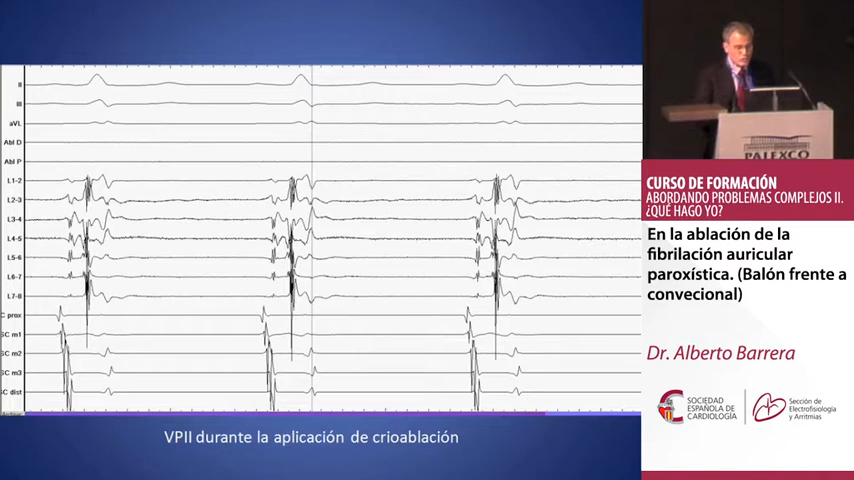 II
III
aVL
Abl D
Abl P
L1-2
L2-3
L3-4
L4-5
L5-6
L6-7
L7-8
C prox
SC m1
SC m2
SC m3
SC dist
VPII durante la aplicación de crioablación
PALEXCO
CURSO DE FORMACIÓN
ABORDANDO PROBLEMAS COMPLEJOS II.
¿QUÉ HAGO YO?
En la ablación de la
fibrilación auricular
paroxística. (Balón frente a
convecional)
Dr. Alberto Barrera
SOCIEDAD
ESPAÑOLA DE
CARDIOLOGÍA
Sección de
Electrofisiología
y Arritmias